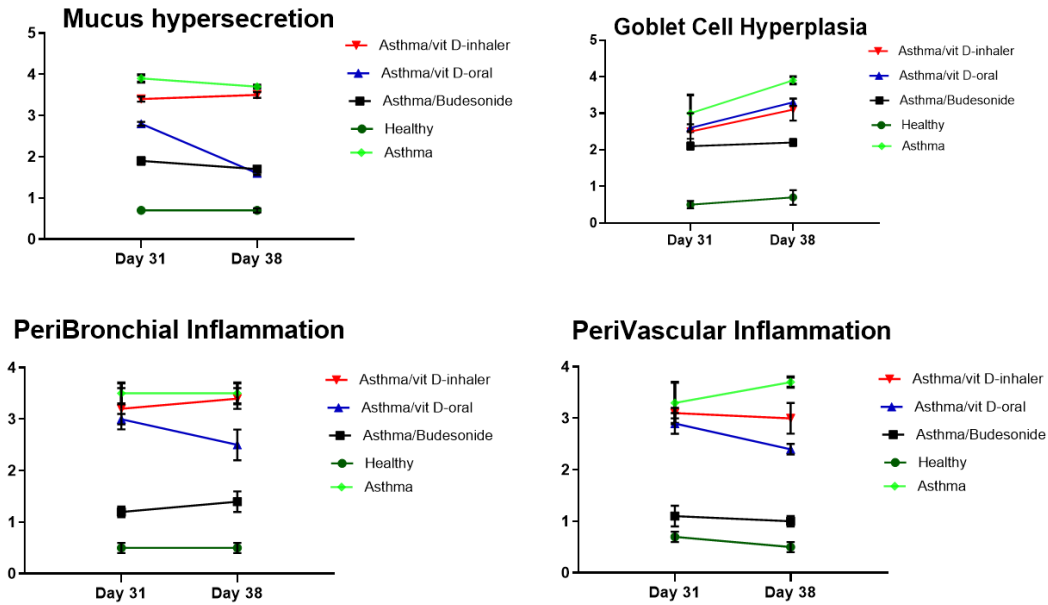 Mucus hypersecretion
5
4
3
2
1
0
Day 31 Day 38
Asthma/vit D-inhaler
Asthma/vit D-oral
Asthma/Budesonide
Healthy
Asthma
Goblet Cell Hyperplasia
5
4
3
2
1
0
Day 31 Day 38
Asthma/vit D-inhaler
Asthma/vit D-oral
Asthma/Budesonide
Healthy
Asthma
PeriBronchial Inflammation
4
3
2
1
0
Day 31 Day 38
Asthma/vit D-inhaler
Asthma/vit D-oral
Asthma/Budesonide
Healthy
Asthma
PeriVascular Inflammation
4
3
2
1
0
Day 31 Day 38
Asthma/vit D-inhaler
Asthma/vit D-oral
Asthma/Budesonide
Healthy
Asthma